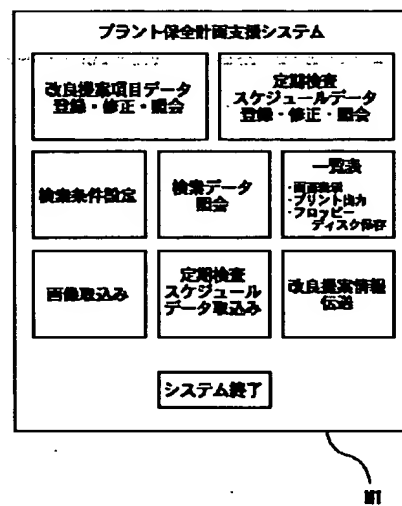 プラント保全計画支援システム
改良提案項目データ
登録・修正・照会
定期検査
スケジュールデータ
登録・修正・照会
検索条件設定
検索データ
照会
一覧表
・画面表示
・プリント出力
・フロッピー
ディスク保存
画像取込み
定期検査
スケジュール
データ取込み
改良提案情報
伝送
システム終了
M1